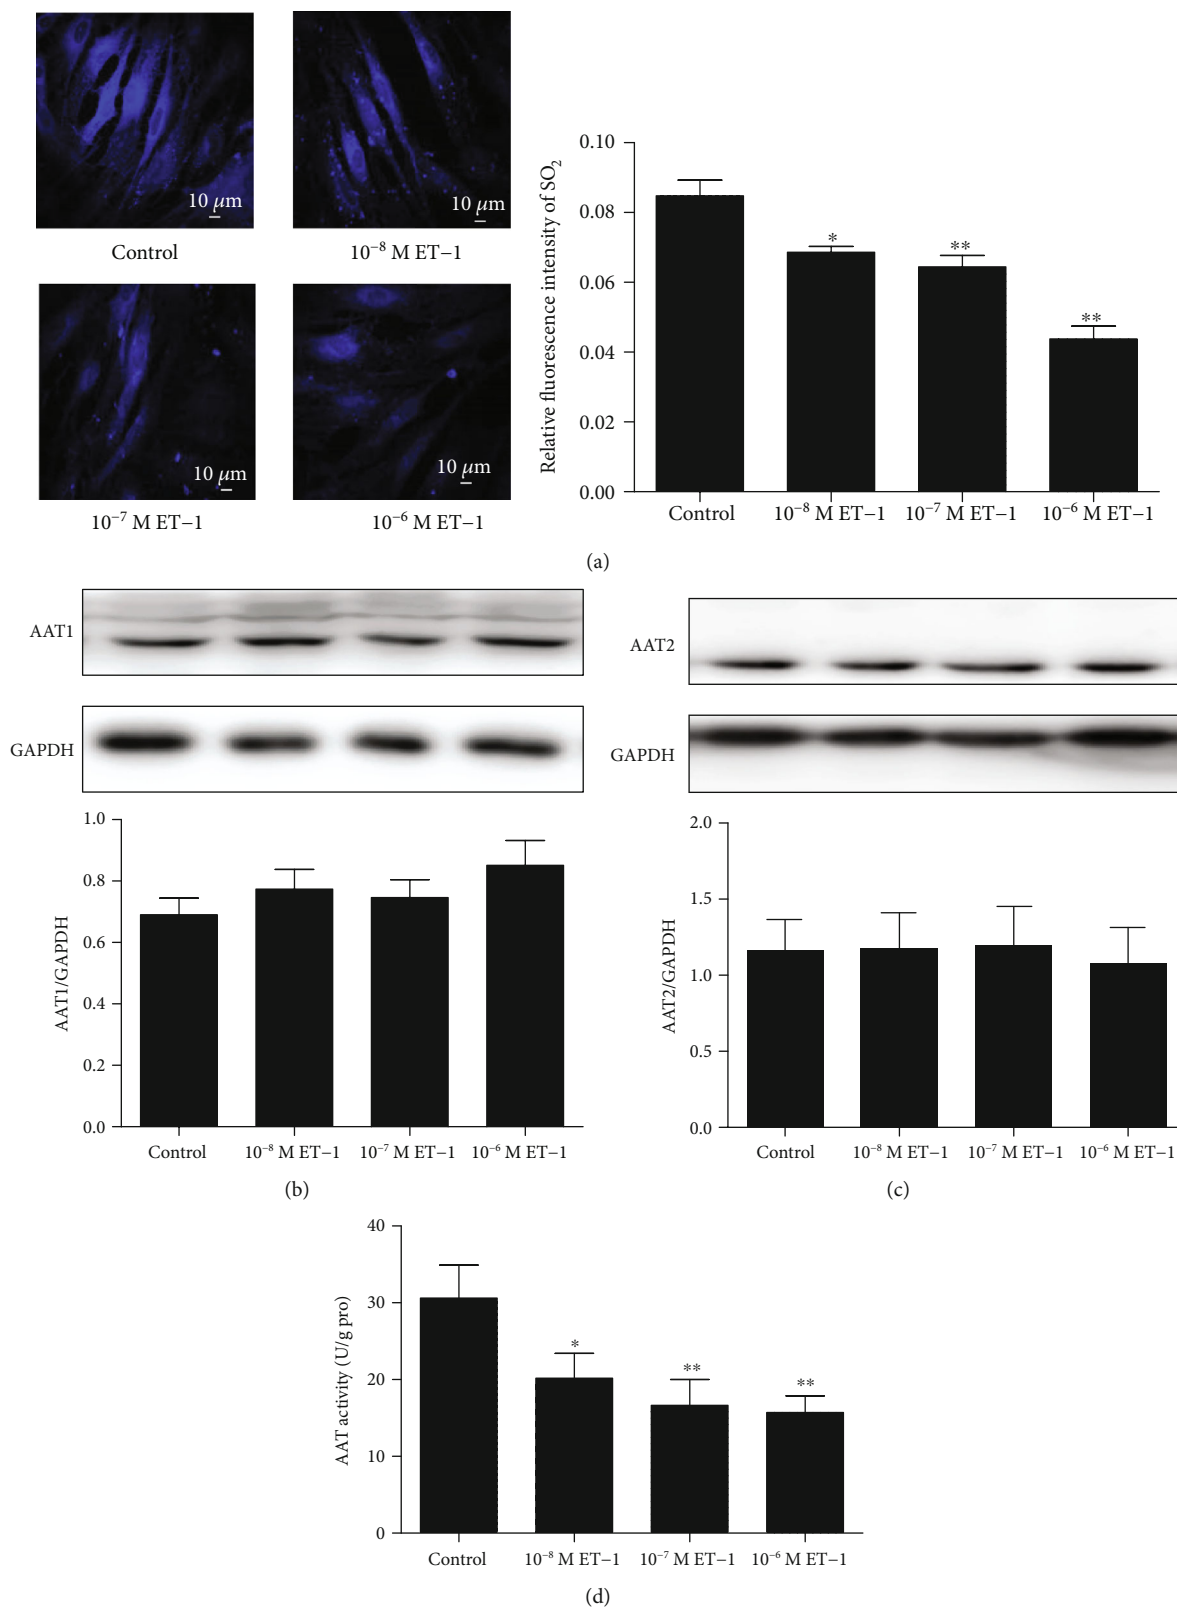 10 μm
10 μm
Control
10⁻⁸ M ET–1
10 μm
10 μm
10⁻⁷ M ET–1
10⁻⁶ M ET–1
Relative fluorescence intensity of SO₂
0.10
0.08
0.06
0.04
0.02
0.00
*
**
**
Control
10⁻⁸ M ET–1
10⁻⁷ M ET–1
10⁻⁶ M ET–1
(a)
AAT1
GAPDH
AAT1/GAPDH
1.0
0.8
0.6
0.4
0.2
0.0
Control
10⁻⁸ M ET–1
10⁻⁷ M ET–1
10⁻⁶ M ET–1
(b)
AAT2
GAPDH
AAT2/GAPDH
2.0
1.5
1.0
0.5
0.0
Control
10⁻⁸ M ET–1
10⁻⁷ M ET–1
10⁻⁶ M ET–1
(c)
AAT activity (U/g pro)
40
30
20
10
0
*
**
**
Control
10⁻⁸ M ET–1
10⁻⁷ M ET–1
10⁻⁶ M ET–1
(d)